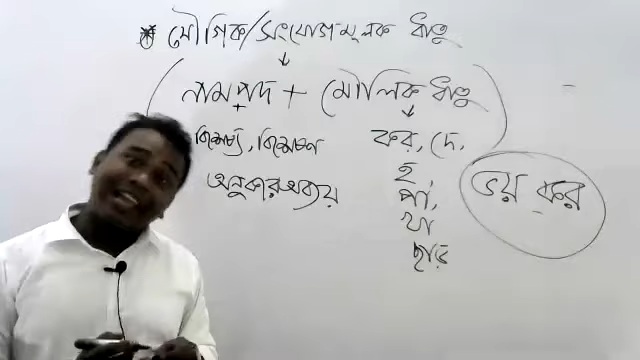 * যৌগিক/সংযোগমূলক ধাতু
↓
নামপদ + মৌলিক ধাতু
↓ ↓
বিশেষ্য, বিশেষণ
অনুকার অব্যয়
কর, দে,
হ,
পা,
খা
ছাড়
ভয় কর